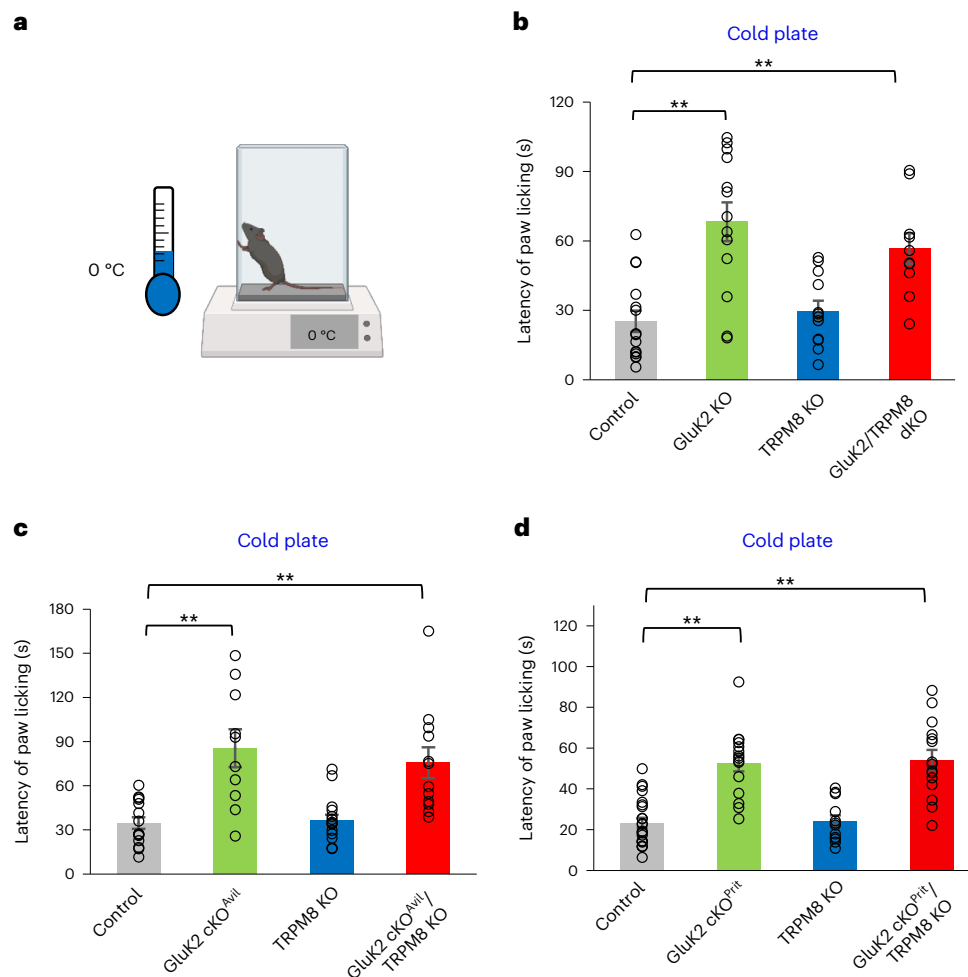 a
0 °C
0 °C
b
Cold plate
**
**
Latency of paw licking (s)
120
90
60
30
0
Control
GluK2 KO
TRPM8 KO
GluK2/TRPM8
dKO
c
Cold plate
**
**
Latency of paw licking (s)
180
150
120
90
60
30
0
Control
GluK2 cKO^Avil
TRPM8 KO
GluK2 cKO^Avil/
TRPM8 KO
d
Cold plate
**
**
Latency of paw licking (s)
120
100
80
60
40
20
0
Control
GluK2 cKO^Prit
TRPM8 KO
GluK2 cKO^Prit/
TRPM8 KO